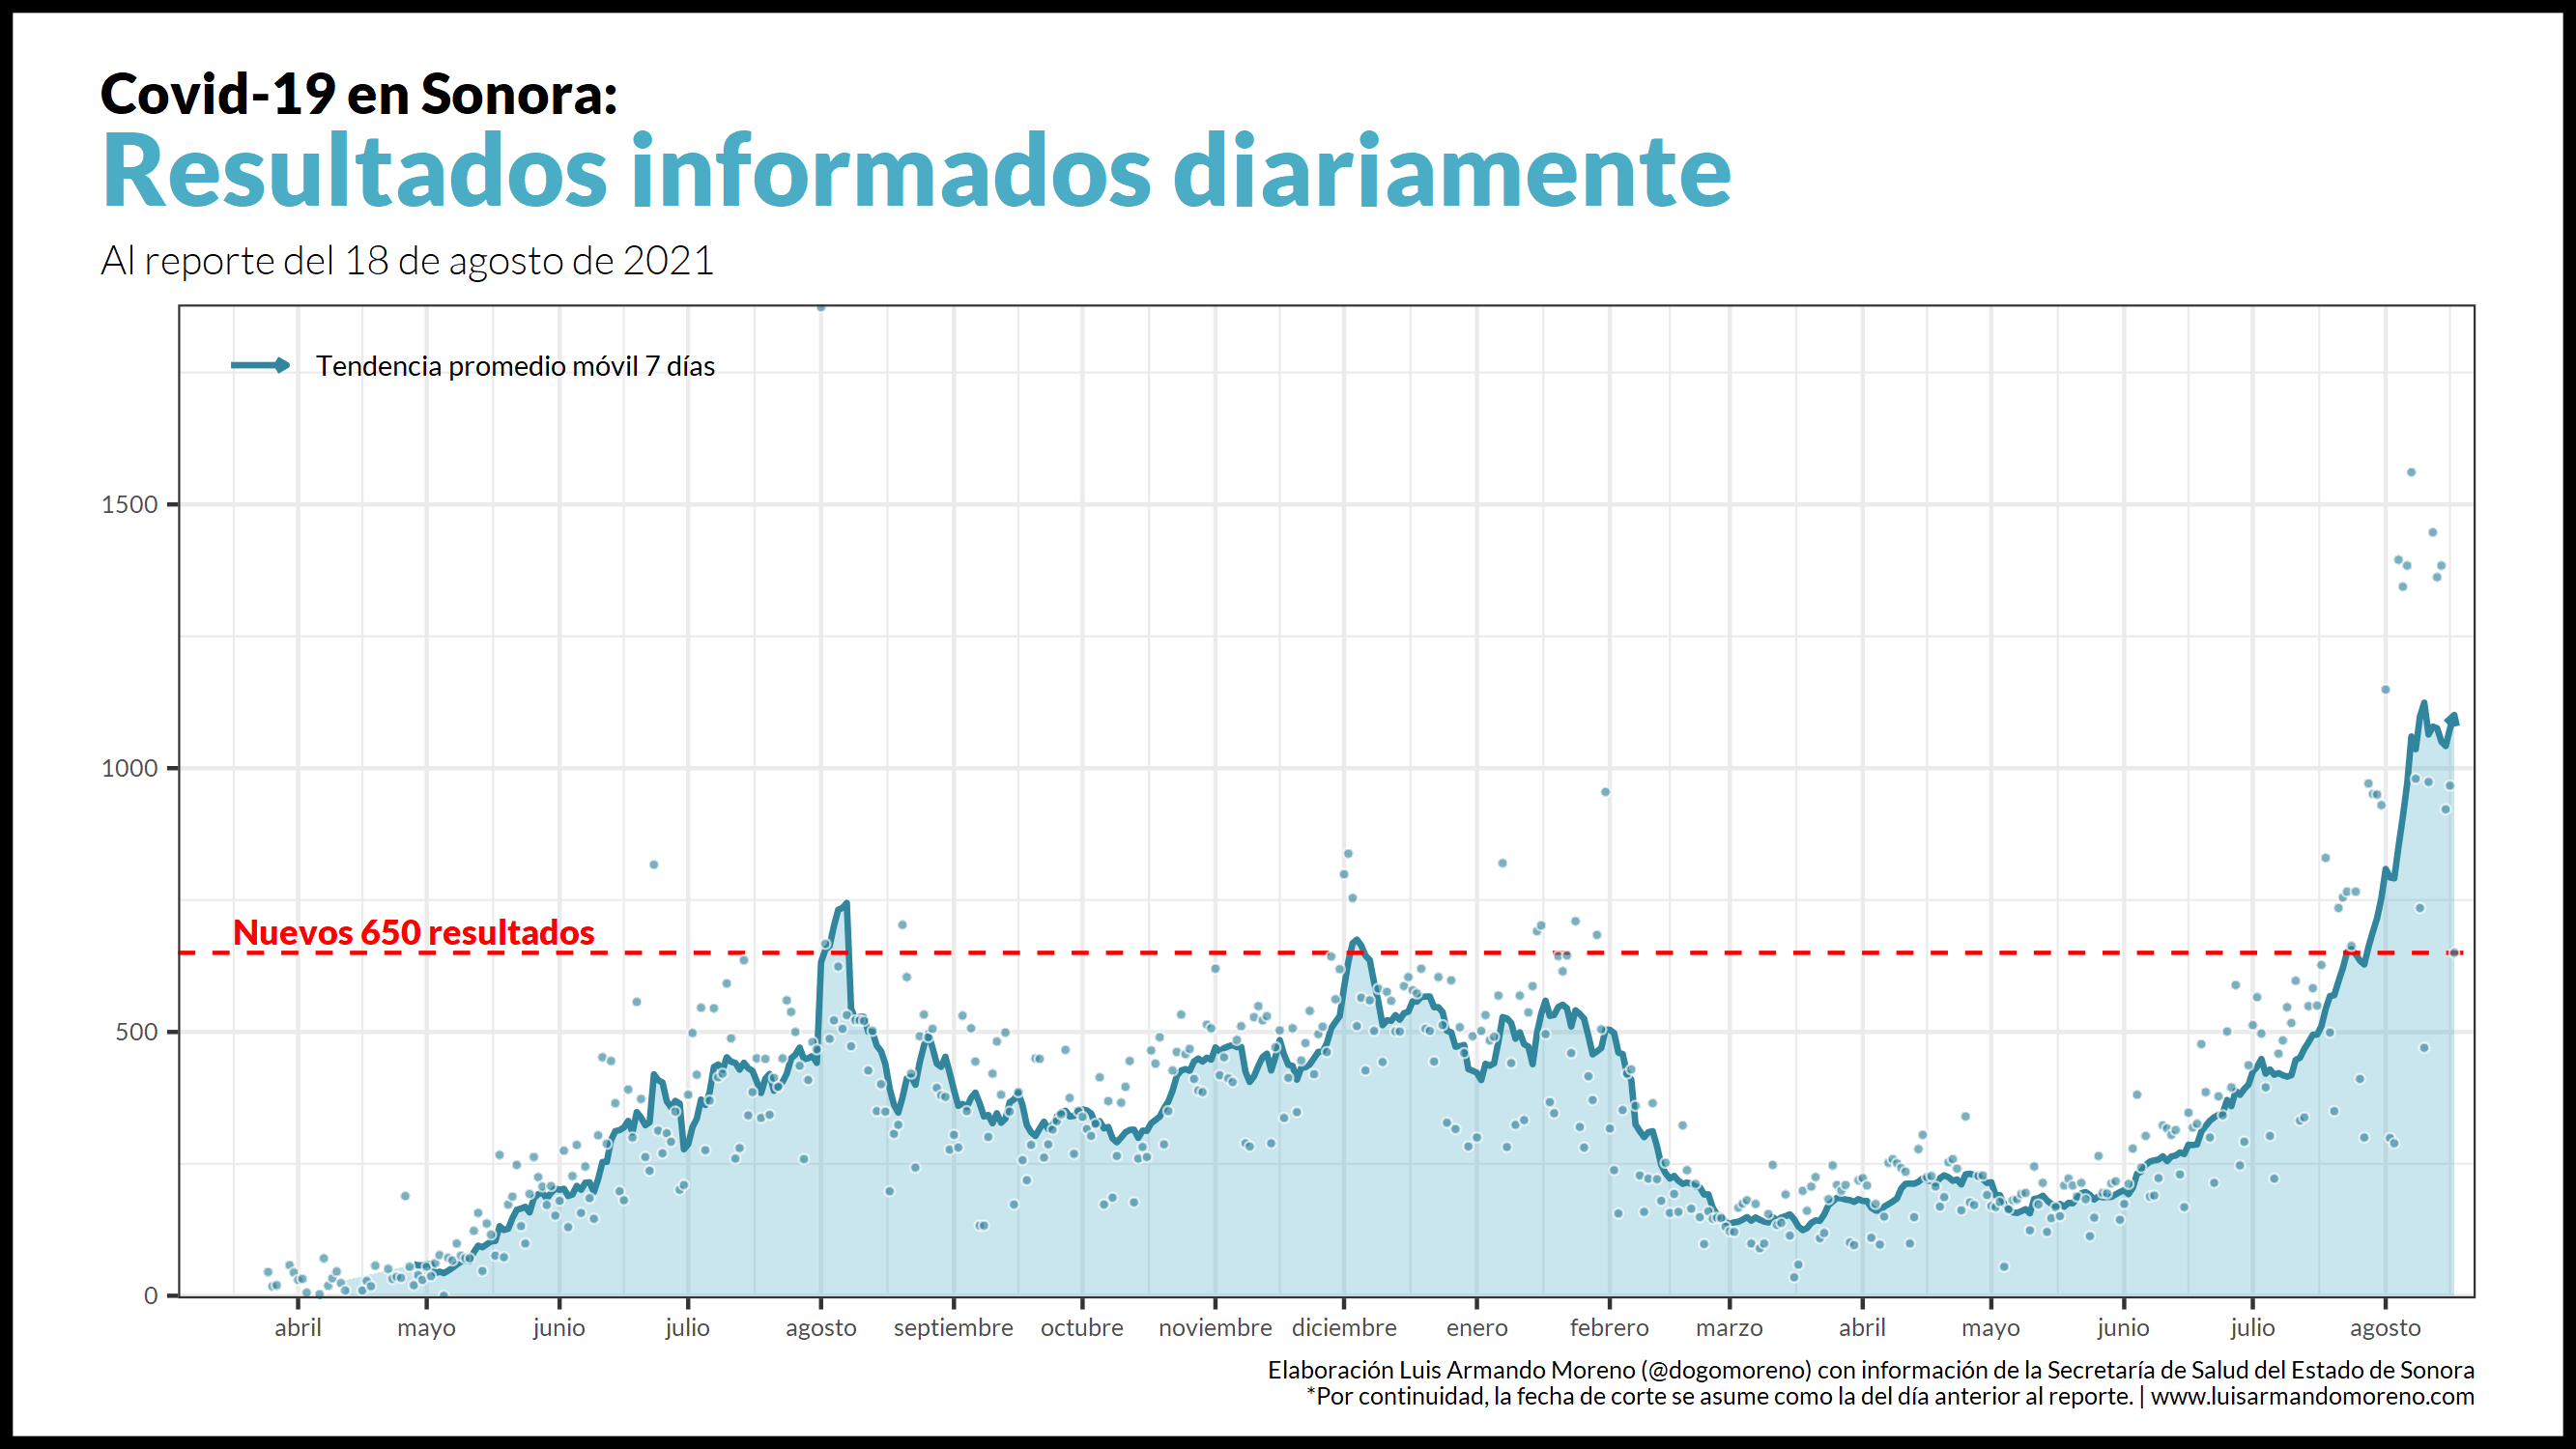 Covid-19 en Sonora:
Resultados informados diariamente
Al reporte del 18 de agosto de 2021
Tendencia promedio móvil 7 días
1500
1000
Nuevos 650 resultados
500
0
abril mayo junio julio agosto septiembre octubre noviembre diciembre enero febrero marzo abril mayo junio julio agosto
Elaboración Luis Armando Moreno (@dogomoreno) con información de la Secretaría de Salud del Estado de Sonora
*Por continuidad, la fecha de corte se asume como la del día anterior al reporte. | www.luisarmandomoreno.com